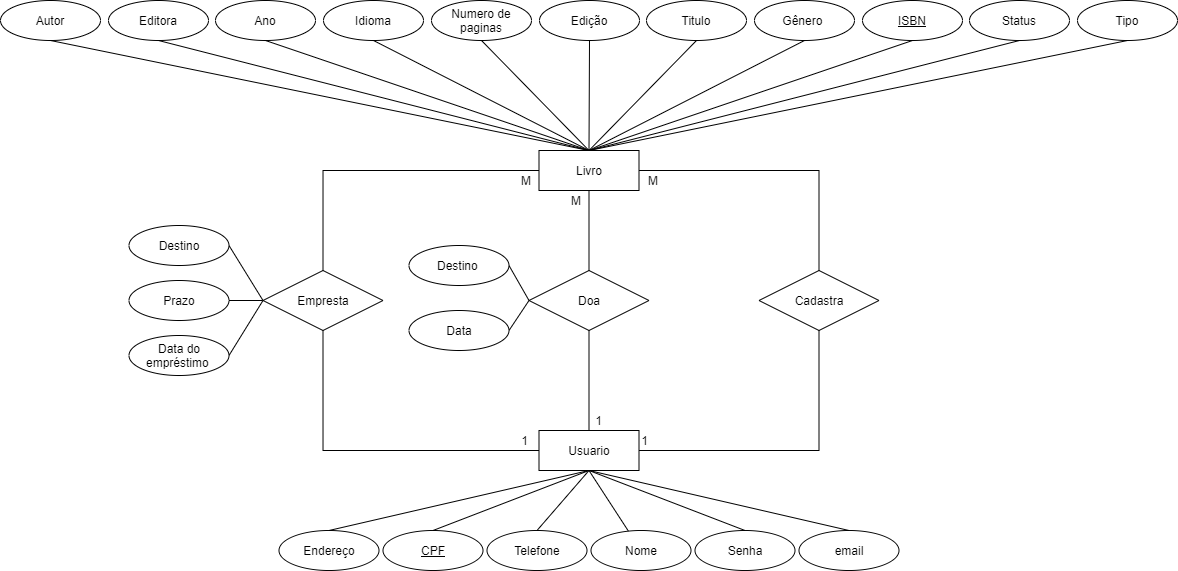 Autor
Editora
Ano
Idioma
Numero de
paginas
Edição
Titulo
Gênero
ISBN
Status
Tipo
Livro
M
M
M
Destino
Prazo
Data do
empréstimo
Empresta
Destino
Data
Doa
Cadastra
1
1
1
Usuario
Endereço
CPF
Telefone
Nome
Senha
email